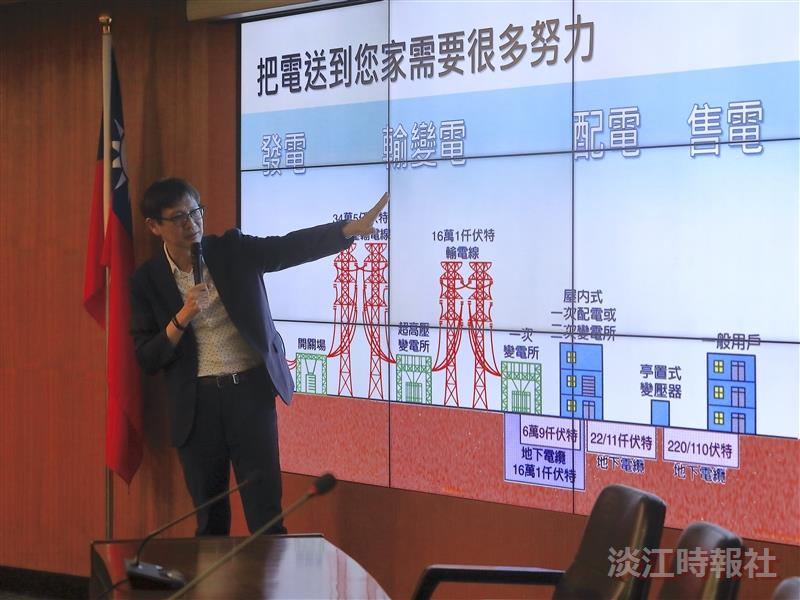 把電送到您家需要很多努力
發電 輸變電 配電 售電
34萬5仟伏特
輸電線
16萬1仟伏特
輸電線
開關場
超高壓
變電所
一次
變電所
屋內式
一次配電或
二次變電所
亭置式
變壓器
一般用戶
6萬9仟伏特
地下電纜
16萬1仟伏特
22/11仟伏特
地下電纜
220/110伏特
地下電纜
淡江時報社